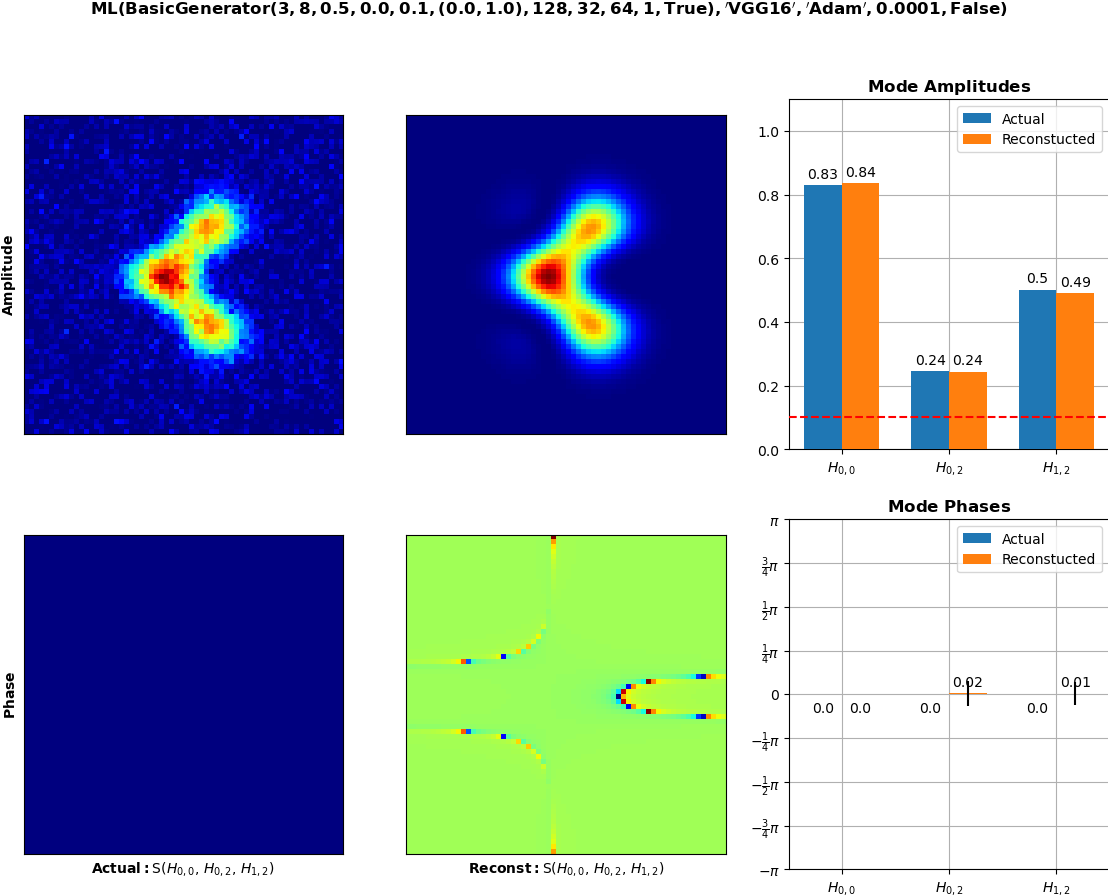 ML(BasicGenerator(3, 8, 0.5, 0.0, 0.1, (0.0, 1.0), 128, 32, 64, 1, True), ′VGG16′, ′Adam′, 0.0001, False)
Amplitude
Mode Amplitudes
Actual
Reconstucted
1.0
0.8
0.6
0.4
0.2
0.0
0.83
0.84
0.24
0.24
0.5
0.49
H₀,₀
H₀,₂
H₁,₂
Phase
Actual: S(H₀,₀, H₀,₂, H₁,₂)
Reconst: S(H₀,₀, H₀,₂, H₁,₂)
Mode Phases
Actual
Reconstucted
π
3/4π
1/2π
1/4π
0
−1/4π
−1/2π
−3/4π
−π
0.0
0.0
0.0
0.02
0.0
0.01
H₀,₀
H₀,₂
H₁,₂